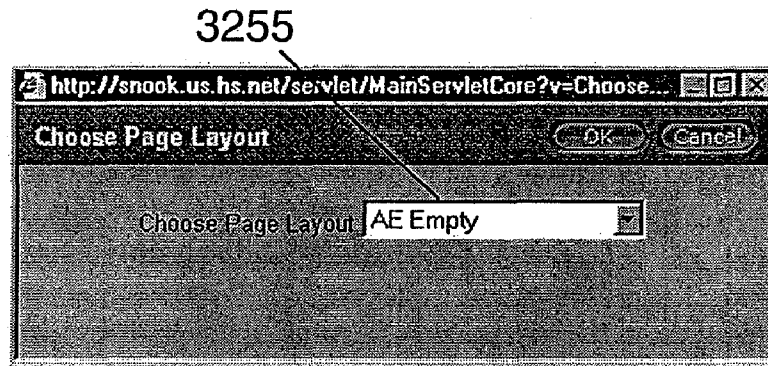 3255
http://snook.us.hs.net/servlet/MainServletCore?v=Choose...
Choose Page Layout OK Cancel
Choose Page Layout AE Empty